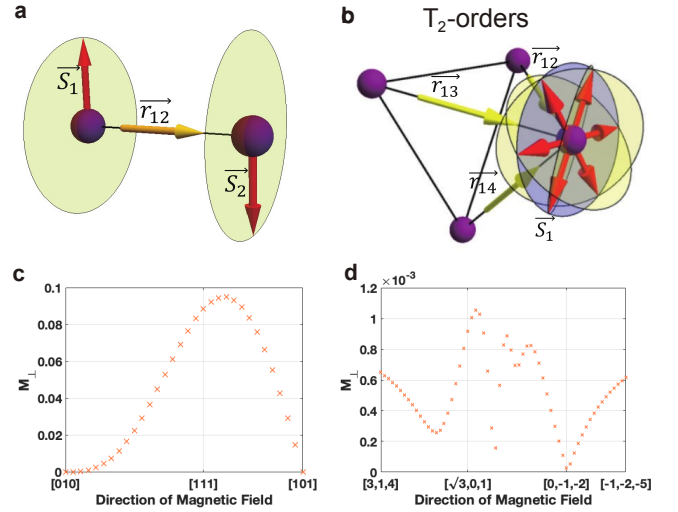 a
S₁
r₁₂
S₂
b
T₂-orders
r₁₂
r₁₃
r₁₄
S₁
c
0.1
0.08
0.06
0.04
0.02
0
M⊥
[010]
[111]
[101]
Direction of Magnetic Field
d
×10⁻³
1.2
1
0.8
0.6
0.4
0.2
0
M⊥
[3,1,4]
[√3,0,1]
[0,-1,-2]
[-1,-2,-5]
Direction of Magnetic Field